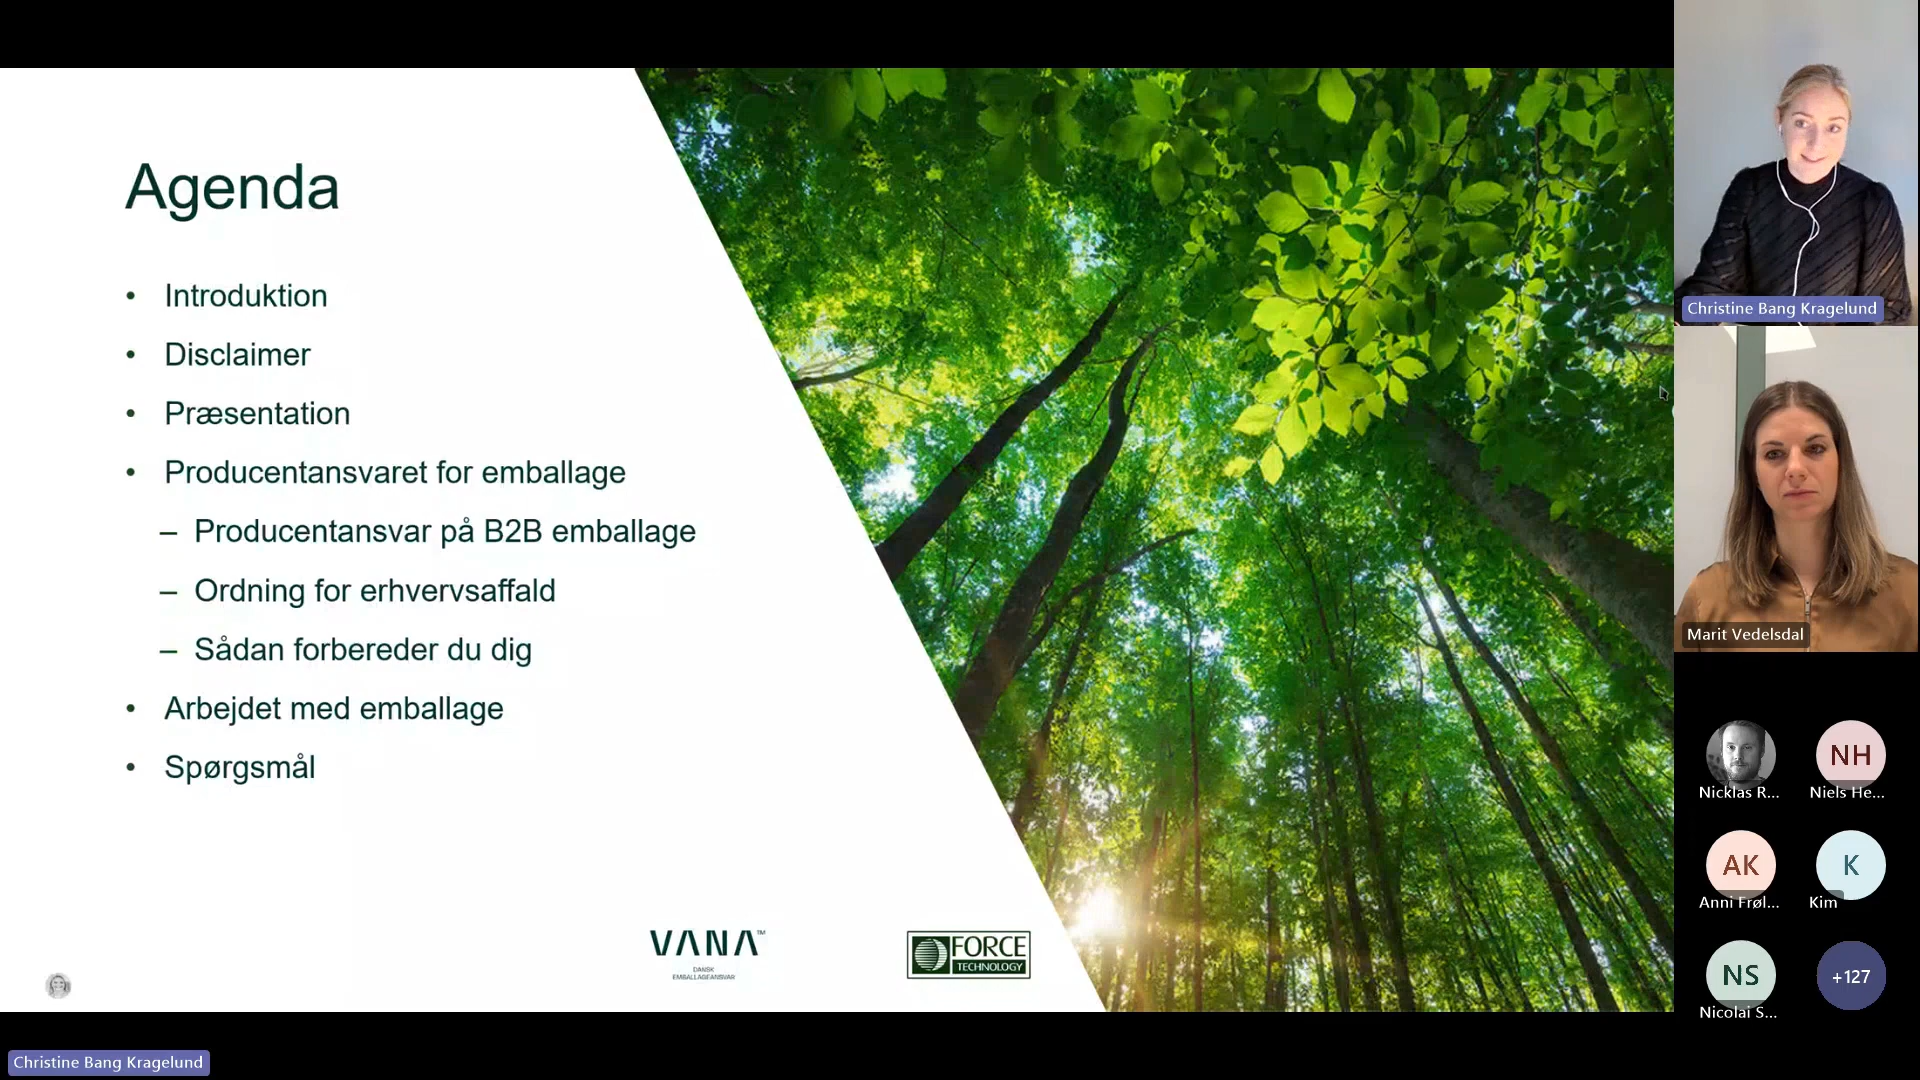 Agenda
• Introduktion
• Disclaimer
• Præsentation
• Producentansvaret for emballage
– Producentansvar på B2B emballage
– Ordning for erhvervsaffald
– Sådan forbereder du dig
• Arbejdet med emballage
• Spørgsmål
VANA™
DANSK
EMBALLAGEANSVAR
FORCE
TECHNOLOGY
Christine Bang Kragelund
Christine Bang Kragelund
Marit Vedelsdal
Nicklas R...
NH
Niels He...
AK
Anni Frøl...
K
Kim
NS
Nicolai S...
+127